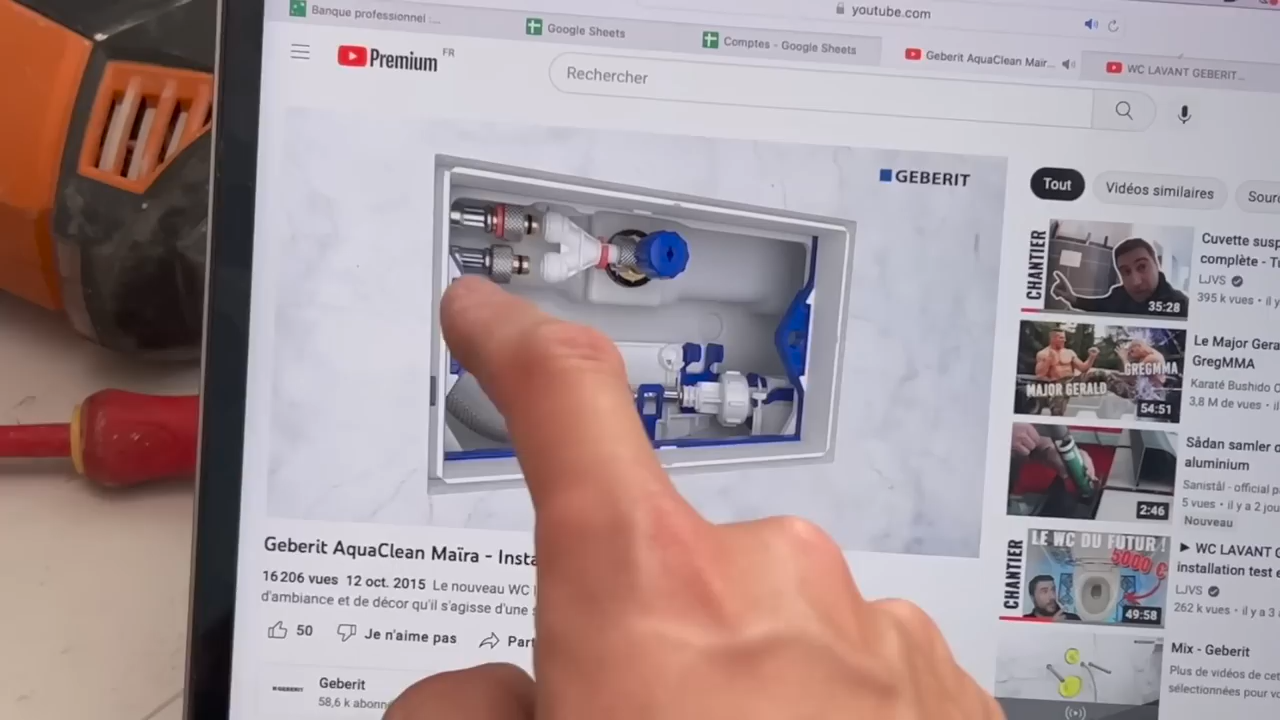 youtube.com
Banque professionnel :...
Google Sheets
Comptes - Google Sheets
Geberit AquaClean Maïr...
WC LAVANT GEBERIT...
Premium FR
Rechercher
GEBERIT
Tout
Vidéos similaires
CHANTIER
35:28
Cuvette susp
complète - T
LJVS
395 k vues • il y
MAJOR GERALD
GREGMMA
54:51
Le Major Gera
GregMMA
Karaté Bushido O
3,8 M de vues • il
2:46
Sådan samler d
aluminium
Sanistål - official p
5 vues • il y a 2 jou
Nouveau
CHANTIER
LE WC DU FUTUR !
5000 €
49:58
WC LAVANT G
installation test e
LJVS
262 k vues • il y a 3
Mix - Geberit
Plus de vidéos de cet
sélectionnées pour v
Geberit AquaClean Maïra - Insta
16 206 vues 12 oct. 2015 Le nouveau WC
d'ambiance et de décor qu'il s'agisse d'une
50
Je n'aime pas
Part
GEBERIT
Geberit
58,6 k abonn